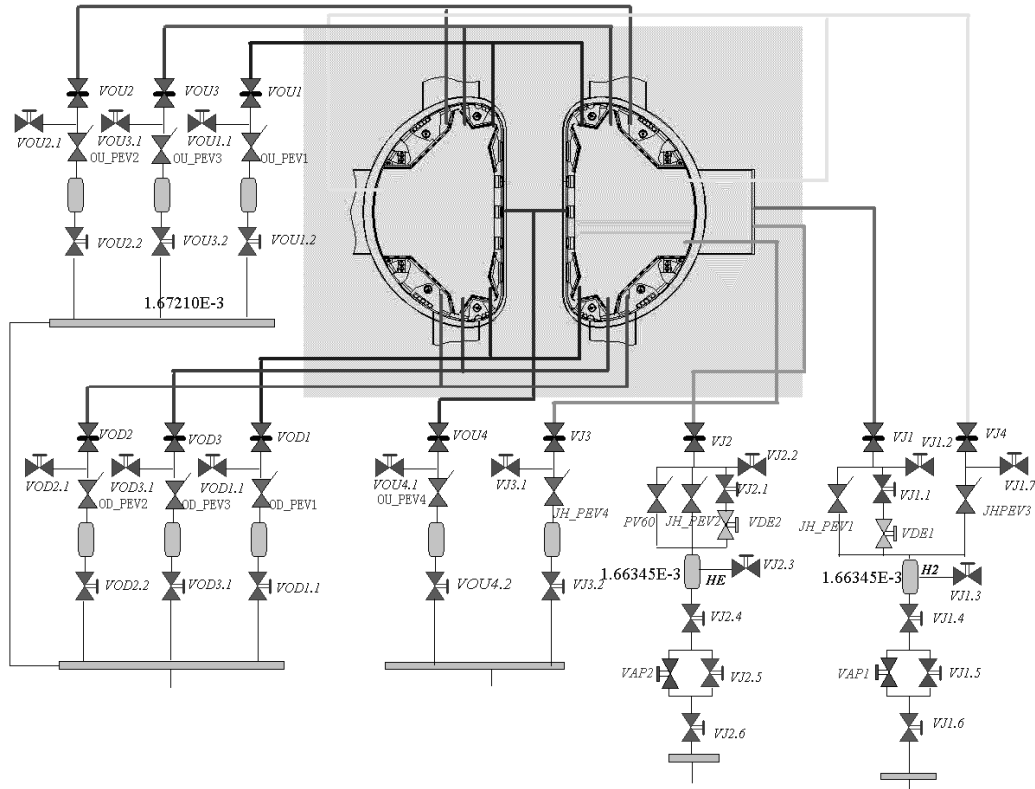 VOU2
VOU3
VOU1
VOU2.1
VOU3.1
VOU1.1
OU_PEV2
OU_PEV3
OU_PEV1
VOU2.2
VOU3.2
VOU1.2
1.67210E-3
VOD2
VOD3
VOD1
VOU4
VJ3
VJ2
VJ1
VJ1.2
VJ4
VOD2.1
VOD3.1
VOD1.1
VOU4.1
VJ3.1
VJ2.2
VJ2.1
VJ1.1
VJ1.7
OD_PEV2
OD_PEV3
OD_PEV1
OU_PEV4
JH_PEV4
PV60
JH_PEV2
VDE2
JH_PEV1
VDE1
JHPEV3
VOD2.2
VOD3.1
VOD1.1
VOU4.2
VJ3.2
1.66345E-3
HE
VJ2.3
1.66345E-3
H2
VJ1.3
VJ2.4
VJ1.4
VAP2
VJ2.5
VAP1
VJ1.5
VJ2.6
VJ1.6